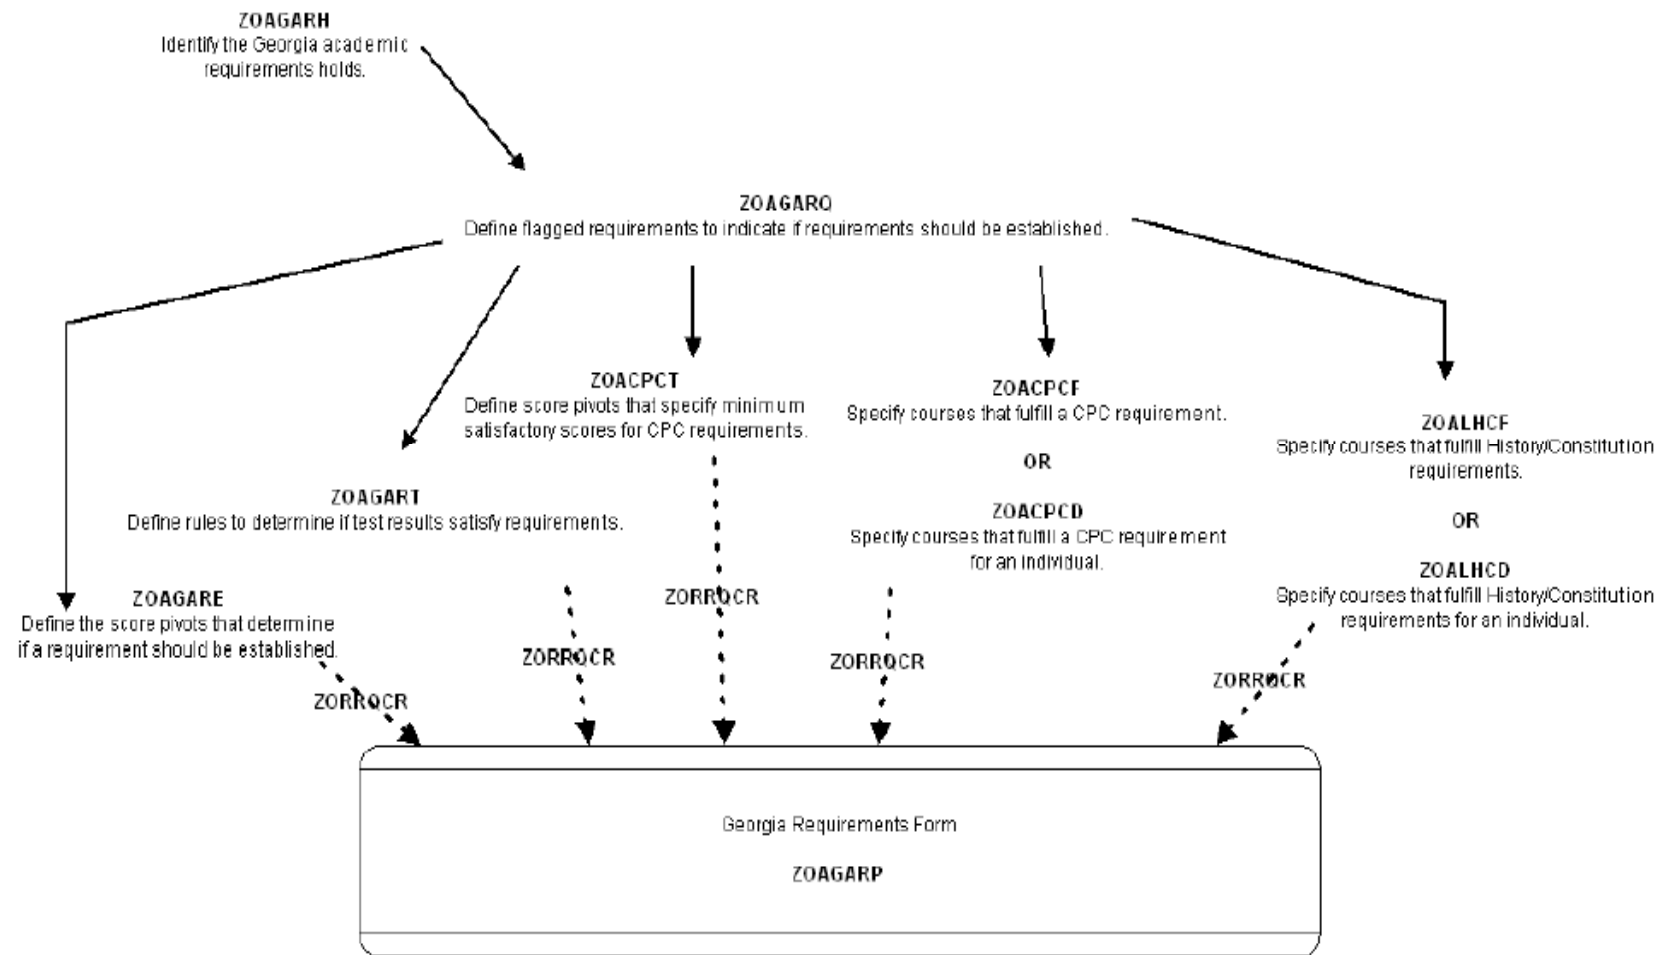 ZOAGARH
Identify the Georgia academic
requirements holds.
ZOAGARQ
Define flagged requirements to indicate if requirements should be established.
ZOACPCT
Define score pivots that specify minimum
satisfactory scores for CPC requirements.
ZOACPCF
Specify courses that fulfill a CPC requirement.
OR
ZOACPCD
Specify courses that fulfill a CPC requirement
for an individual.
ZOALHCF
Specify courses that fulfill History/Constitution
requirements.
OR
ZOALHCD
Specify courses that fulfill History/Constitution
requirements for an individual.
ZOAGART
Define rules to determine if test results satisfy requirements.
ZOAGARE
Define the score pivots that determine
if a requirement should be established.
ZORRQCR
ZORRQCR
ZORRQCR
ZORRQCR
ZORRQCR
Georgia Requirements Form
ZOAGARP